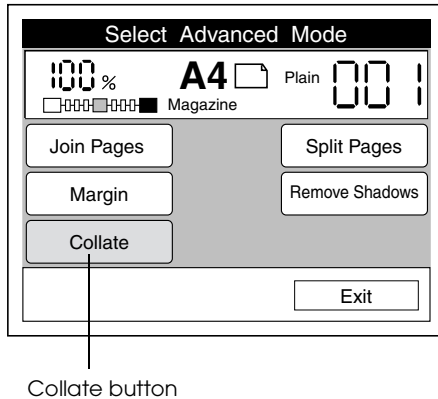 Select Advanced Mode
100 % A4 Plain 001
Magazine
Join Pages Split Pages
Margin Remove Shadows
Collate
Exit
Collate button